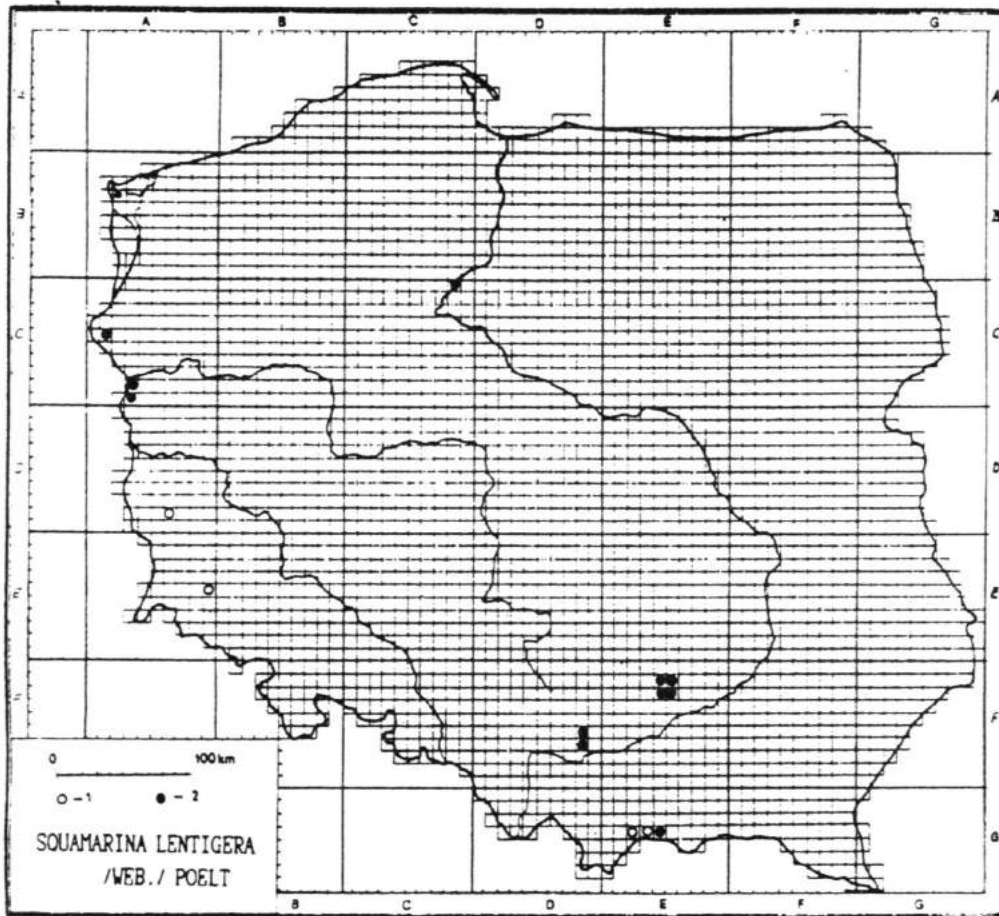 A B C D E F G
A A
B B
C C
D D
E E
F F
G
0 100 km
○ - 1 ● - 2
SQUAMARINA LENTIGERA
/WEB./ POELT
B C D E F G